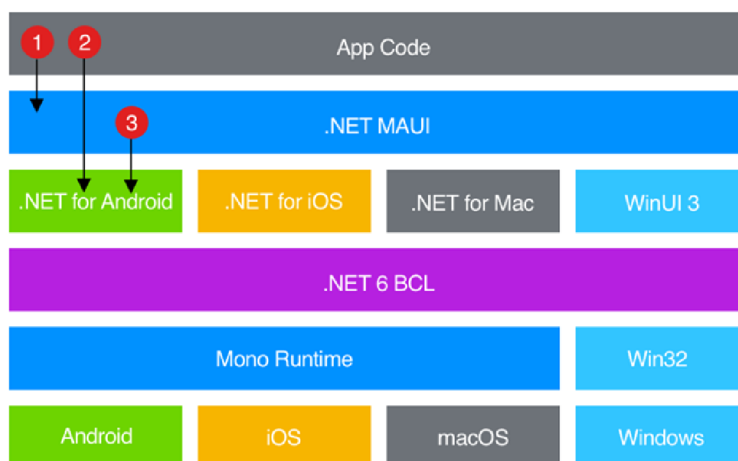 1 2
App Code
3
.NET MAUI
.NET for Android .NET for iOS .NET for Mac WinUI 3
.NET 6 BCL
Mono Runtime Win32
Android iOS macOS Windows